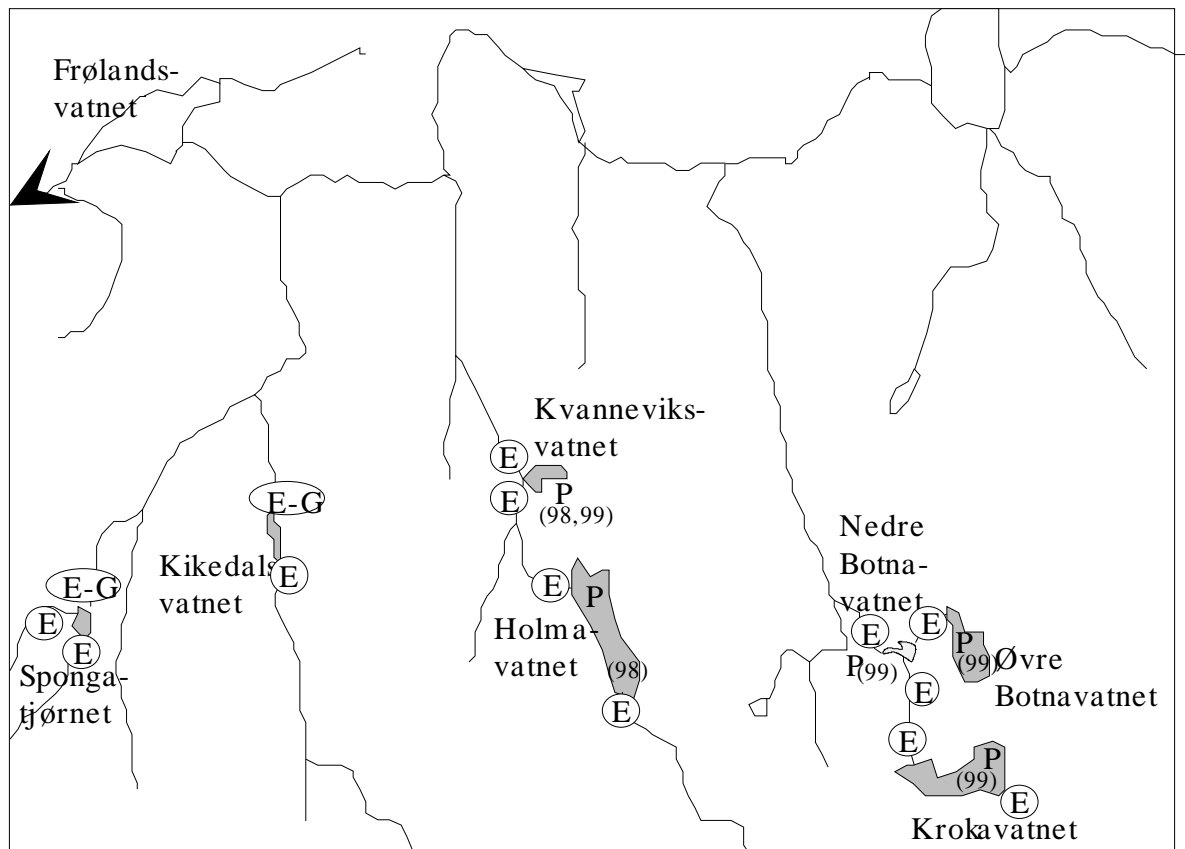 Frølands-
vatnet
Kvanneviks-
vatnet
E
E
P
(98,99)
E-G
Kikedals
vatnet
E
E-G
E
E
Sponga-
tjørnet
E
P
Holma-
vatnet
(98)
E
Nedre
Botna-
vatnet
E
P(99)
E
P
(99)
Øvre
Botnavatnet
E
E
P
(99)
E
Krokavatnet